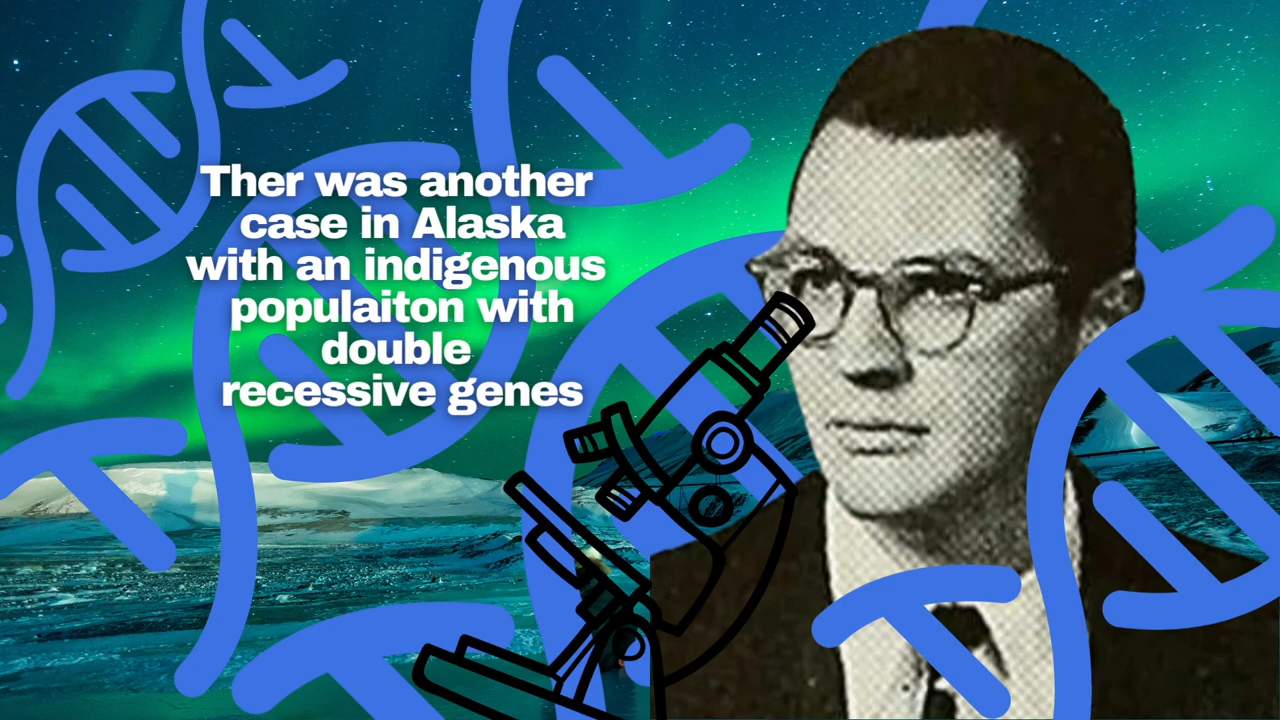 Ther was another
case in Alaska
with an indigenous
populaiton with
double
recessive genes